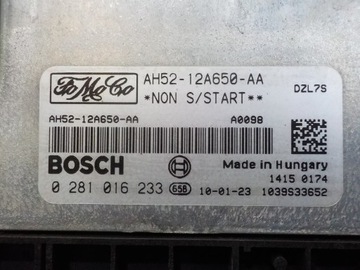 FoMoCo AH52-12A650-AA DZL7S
*NON S/START**
AH52-12A650-AA A0098
BOSCH Made in Hungary
1415 0174
0 281 016 233 65B 10-01-23 1039S33652